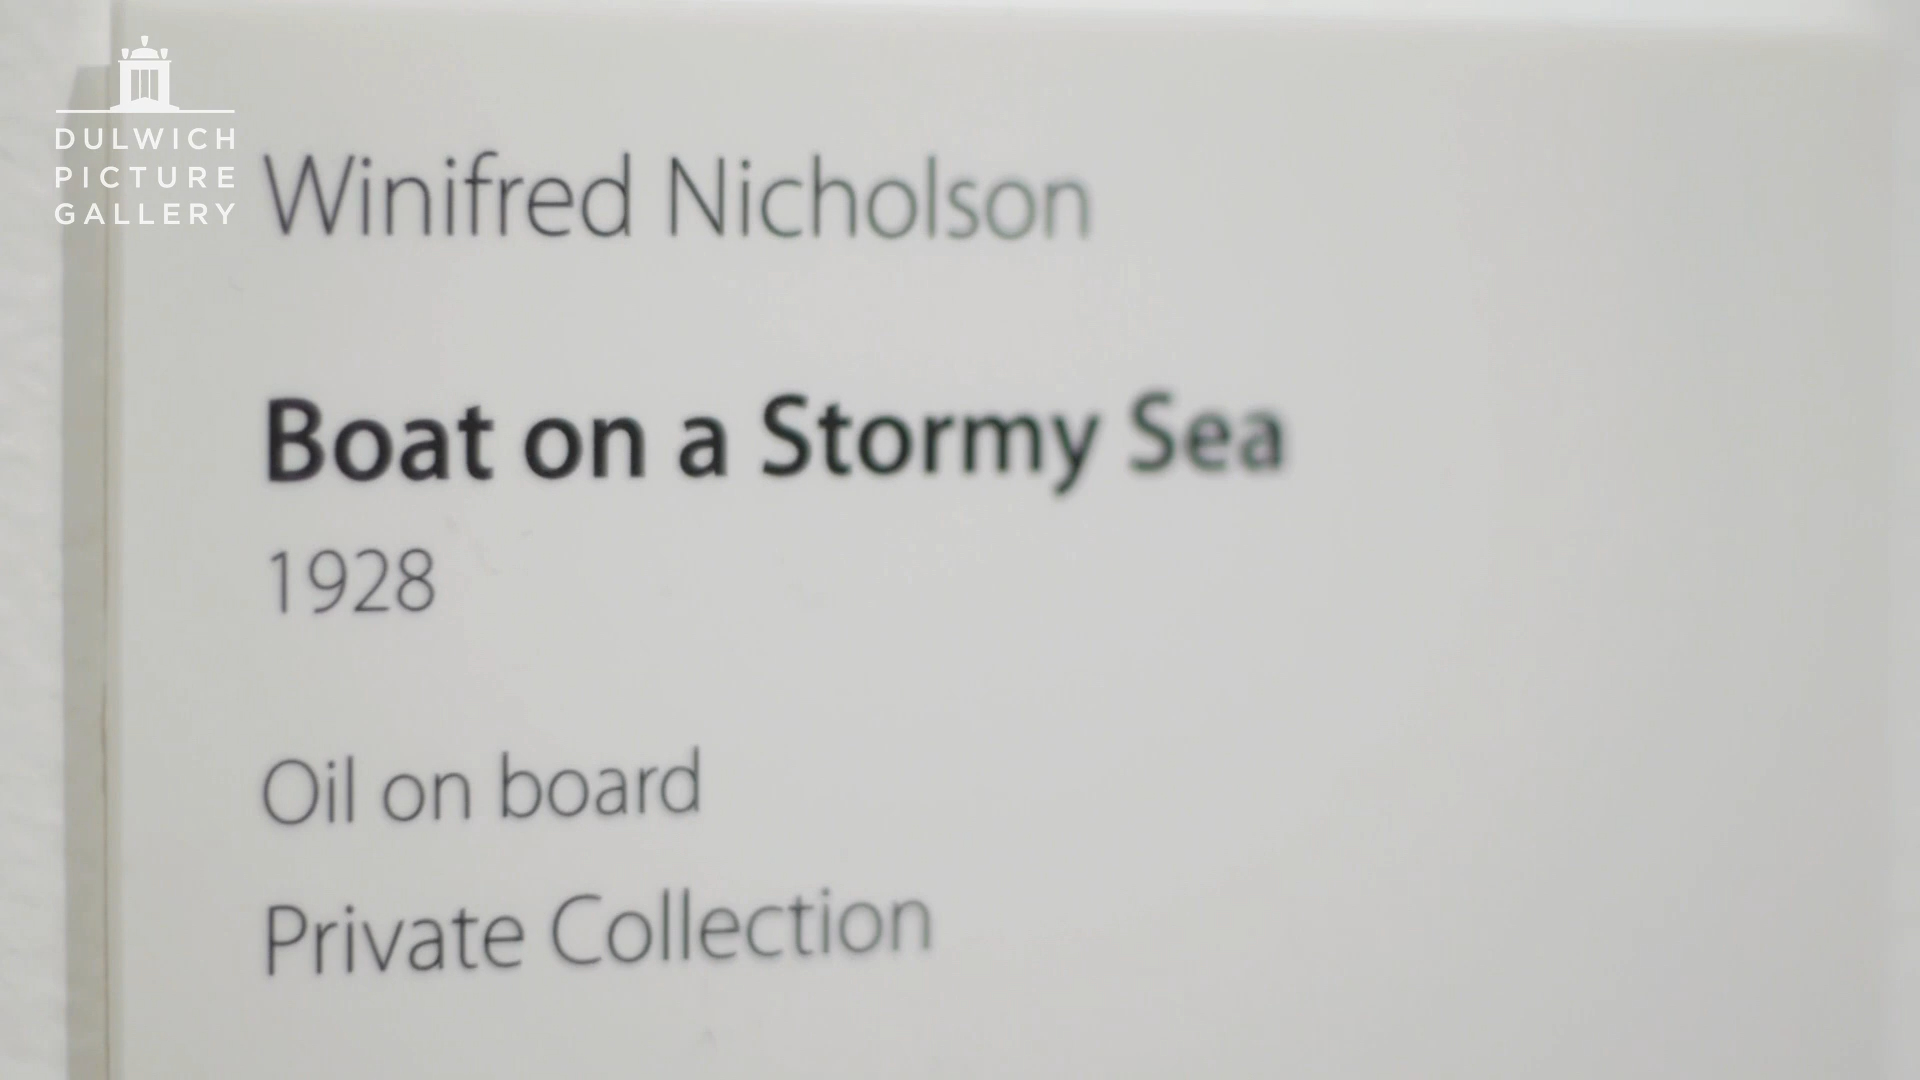 DULWICH
PICTURE
GALLERY
Winifred Nicholson
Boat on a Stormy Sea
1928
Oil on board
Private Collection